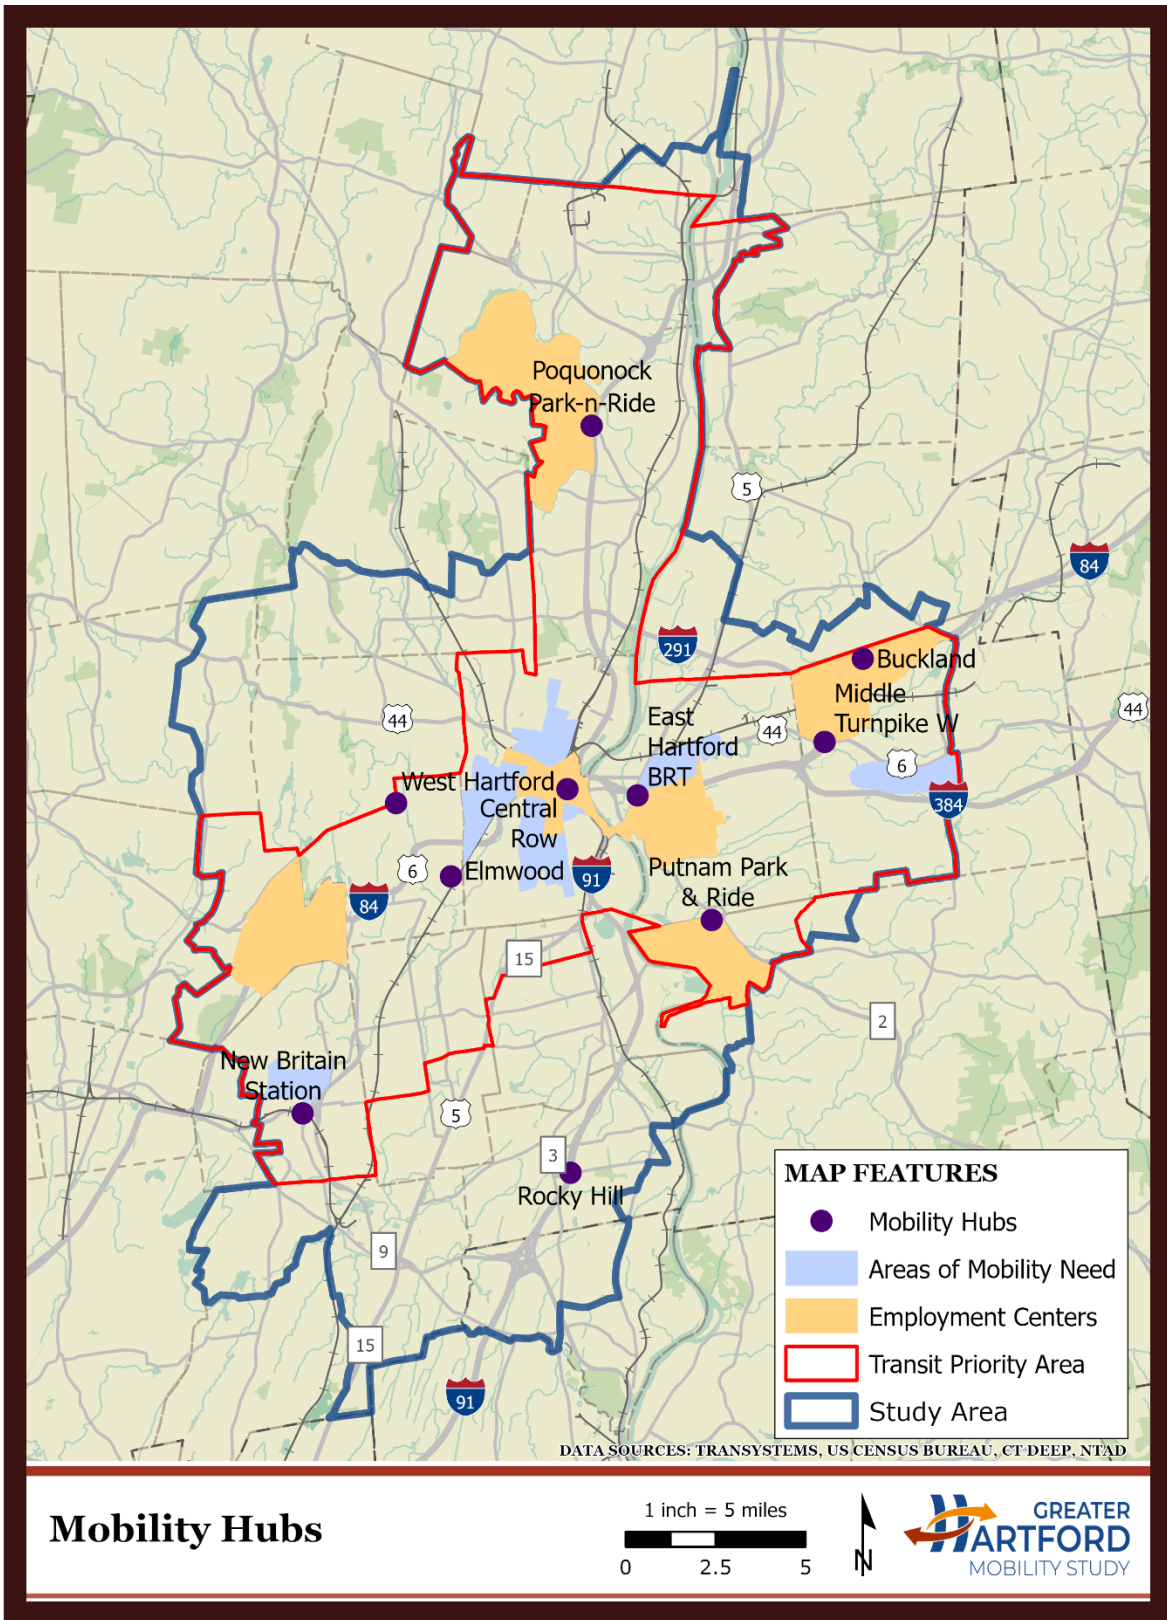 Poquonock
Park-n-Ride
5
84
291
Buckland
Middle
Turnpike W
44
44
East
Hartford
BRT
44
6
West Hartford
Central
Row
384
6
Elmwood
91
84
Putnam Park
& Ride
15
2
New Britain
Station
5
3
Rocky Hill
9
15
91
MAP FEATURES
Mobility Hubs
Areas of Mobility Need
Employment Centers
Transit Priority Area
Study Area
DATA SOURCES: TRANSYSTEMS, US CENSUS BUREAU, CT DEEP, NTAD
Mobility Hubs
1 inch = 5 miles
0 2.5 5
N
GREATER
HARTFORD
MOBILITY STUDY